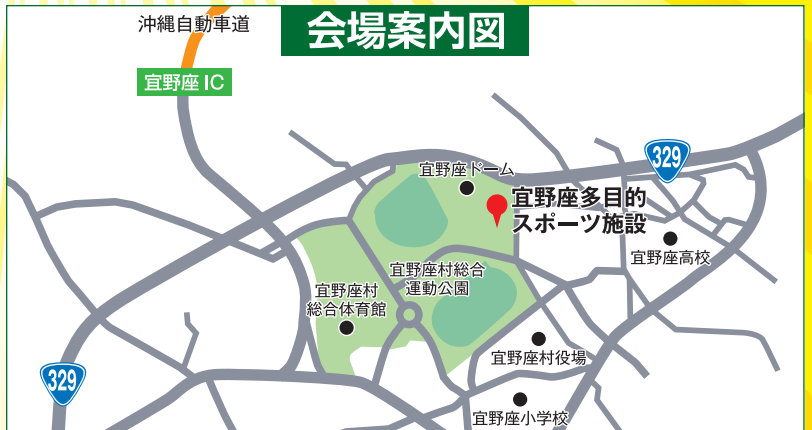 会場案内図
沖縄自動車道
宜野座 IC
329
宜野座ドーム
宜野座多目的
スポーツ施設
宜野座高校
宜野座村総合
運動公園
宜野座村
総合体育館
宜野座村役場
329
宜野座小学校